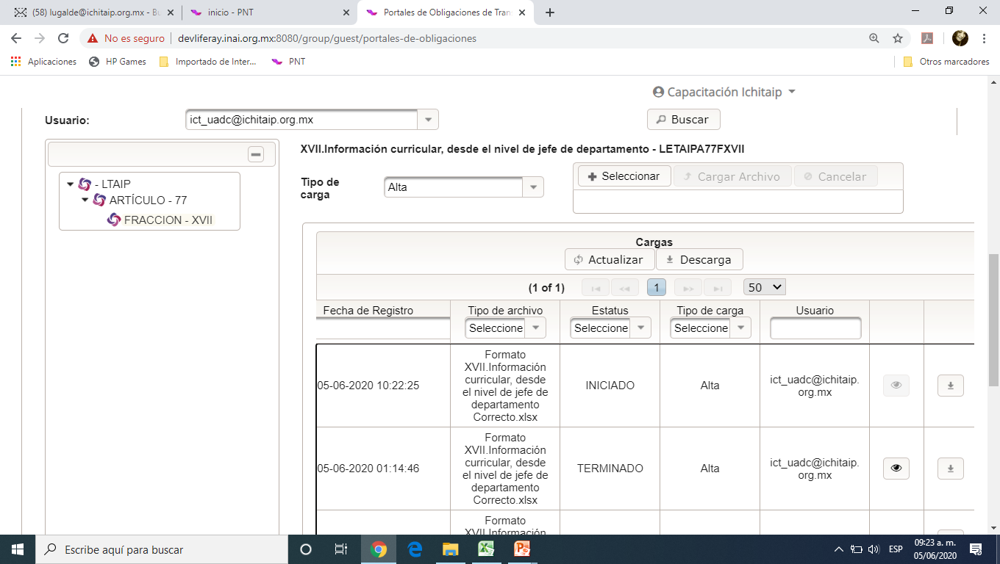 (58) lugalde@ichitaip.org.mx - Bu
inicio - PNT
Portales de Obligaciones de Tran
No es seguro
devliferay.inai.org.mx:8080/group/guest/portales-de-obligaciones
Aplicaciones
HP Games
Importado de Inter...
PNT
Otros marcadores
Capacitación Ichitaip
Usuario:
ict_uadc@ichitaip.org.mx
Buscar
- LTAIP
ARTÍCULO - 77
FRACCION - XVII
XVII.Información curricular, desde el nivel de jefe de departamento - LETAIPA77FXVII
Tipo de
carga
Alta
Seleccionar
Cargar Archivo
Cancelar
Cargas
Actualizar
Descarga
(1 of 1)
1
50
Fecha de Registro
Tipo de archivo
Estatus
Tipo de carga
Usuario
Seleccione
Seleccione
Seleccione
05-06-2020 10:22:25
Formato
XVII.Información
curricular, desde
el nivel de jefe de
departamento
Correcto.xlsx
INICIADO
Alta
ict_uadc@ichitaip.
org.mx
05-06-2020 01:14:46
Formato
XVII.Información
curricular, desde
el nivel de jefe de
departamento
Correcto.xlsx
TERMINADO
Alta
ict_uadc@ichitaip.
org.mx
Formato
XVII.Información
Escribe aquí para buscar
ESP
09:23 a. m.
05/06/2020